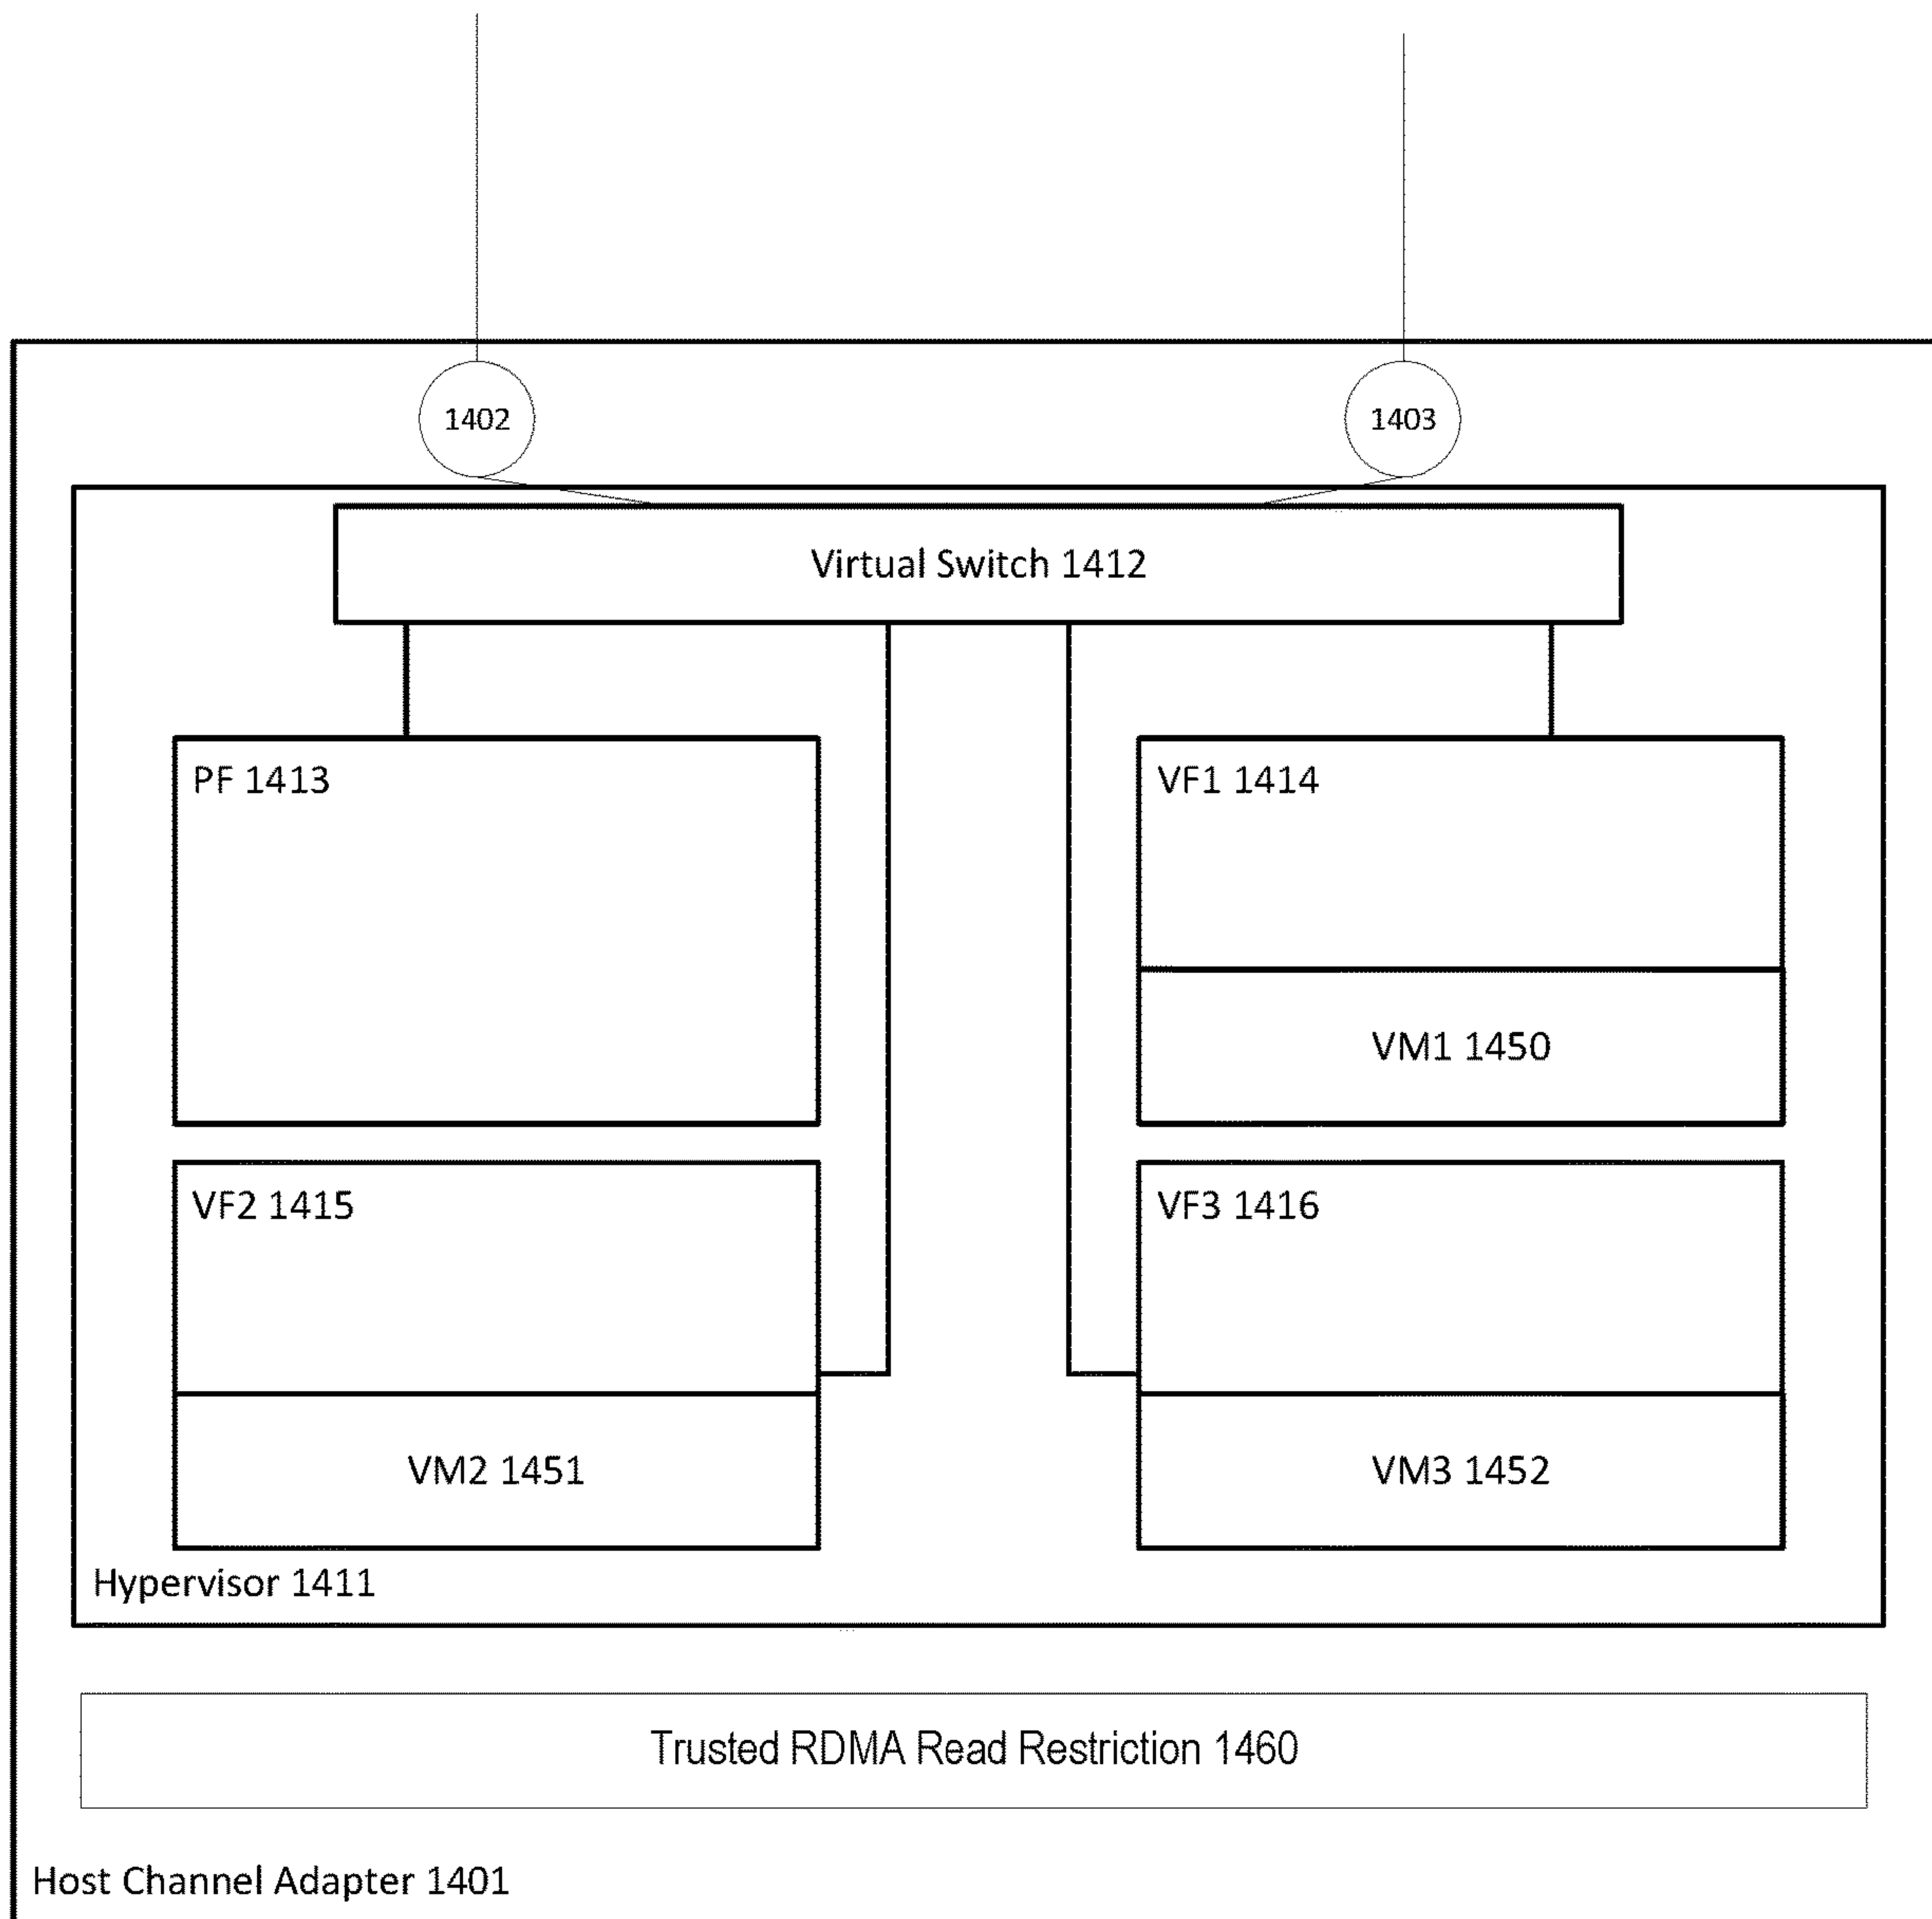 1402
1403
Virtual Switch 1412
PF 1413
VF1 1414
VM1 1450
VF2 1415
VF3 1416
VM2 1451
VM3 1452
Hypervisor 1411
Trusted RDMA Read Restriction 1460
Host Channel Adapter 1401